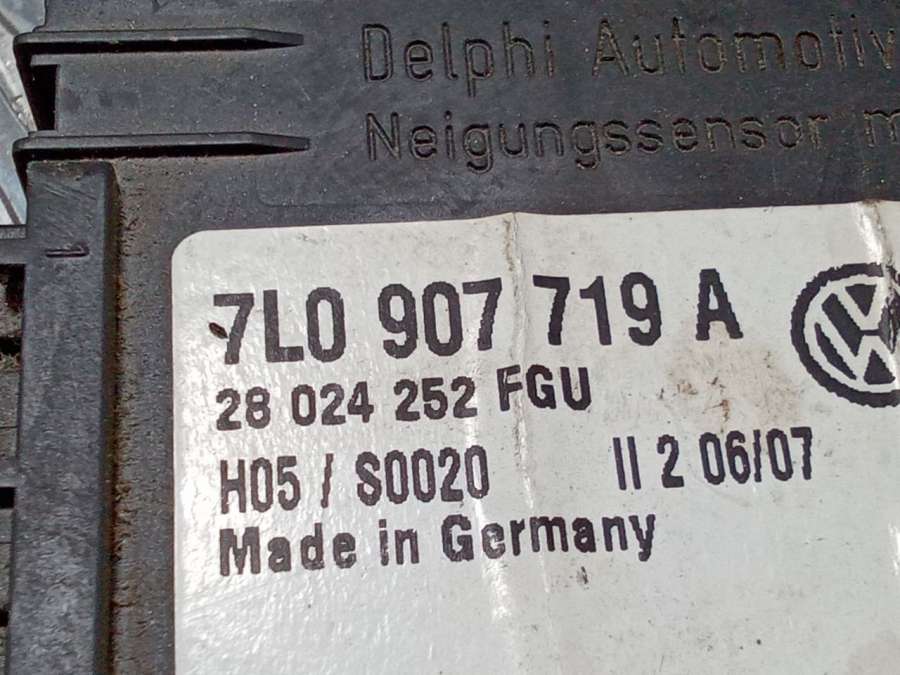 Delphi Automotiv
Neigungssensor m
7L0 907 719 A
28 024 252 FGU
H05 / S0020 II 2 06/07
Made in Germany